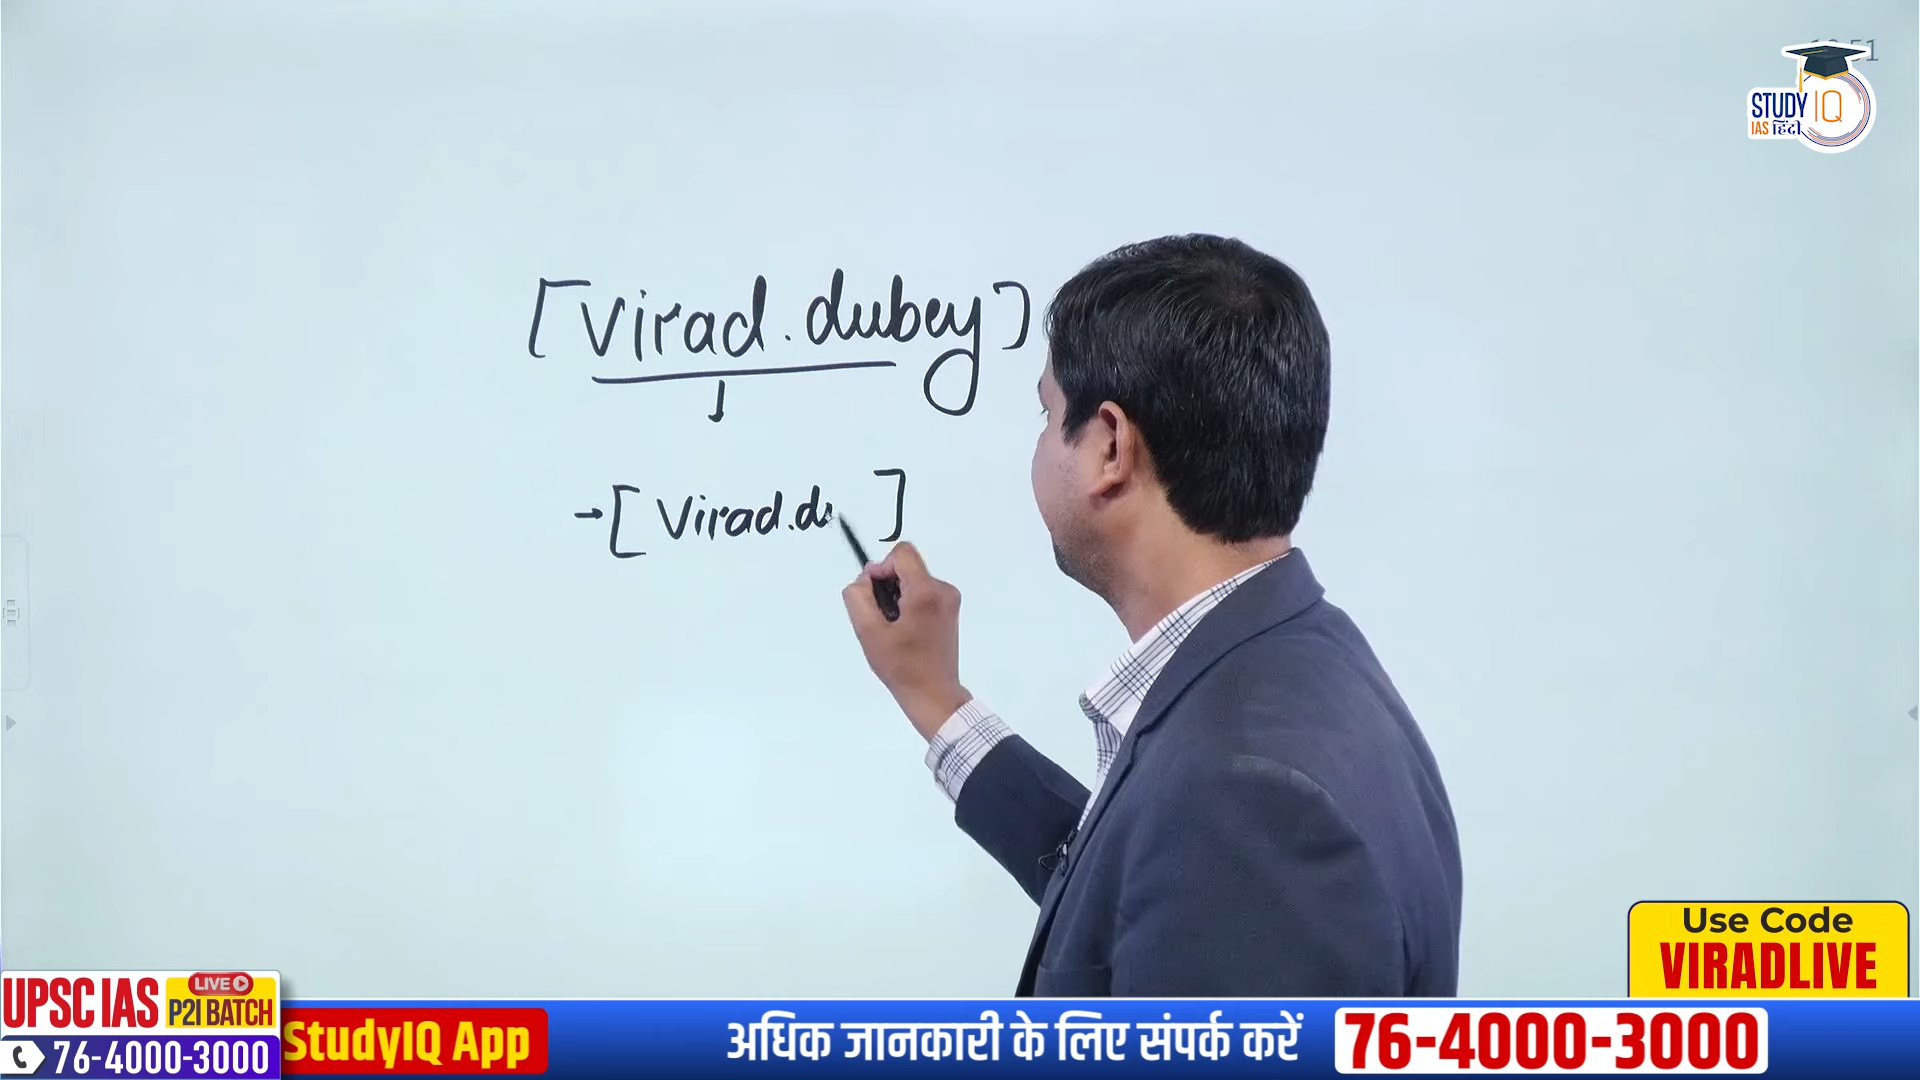 STUDY IQ
IAS हिंदी
[virad.dubey]
→[Virad.du ]
Use Code
VIRADLIVE
UPSC IAS
LIVE
P2I BATCH
76-4000-3000
StudyIQ App
अधिक जानकारी के लिए संपर्क करें
76-4000-3000